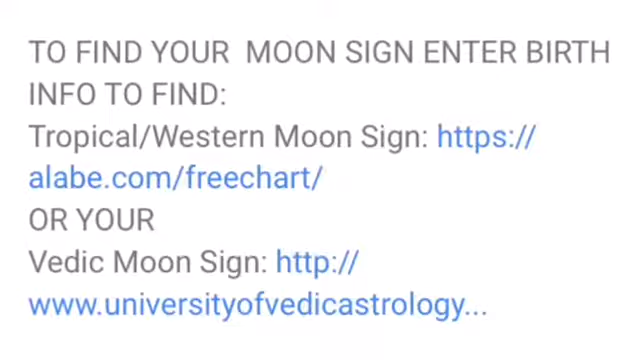 TO FIND YOUR  MOON SIGN ENTER BIRTH
INFO TO FIND:
Tropical/Western Moon Sign: https://
alabe.com/freechart/
OR YOUR
Vedic Moon Sign: http://
www.universityofvedicastrology...